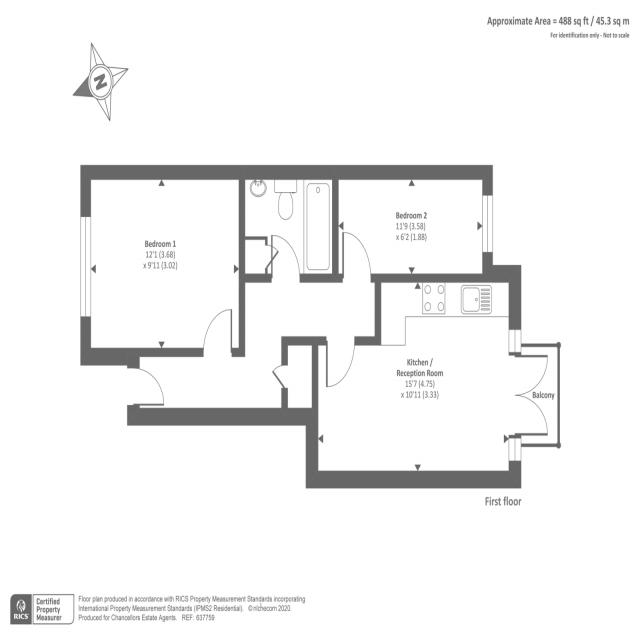 Approximate Area = 488 sq ft / 45.3 sq m
For identification only - Not to scale
N
Bedroom 1
12'1 (3.68)
x 9'11 (3.02)
Bedroom 2
11'9 (3.58)
x 6'2 (1.88)
Kitchen /
Reception Room
15'7 (4.75)
x 10'11 (3.33)
Balcony
First floor
RICS
Certified
Property
Measurer
Floor plan produced in accordance with RICS Property Measurement Standards incorporating
International Property Measurement Standards (IPMS2 Residential). © nichecom 2020.
Produced for Chancellors Estate Agents. REF: 637759